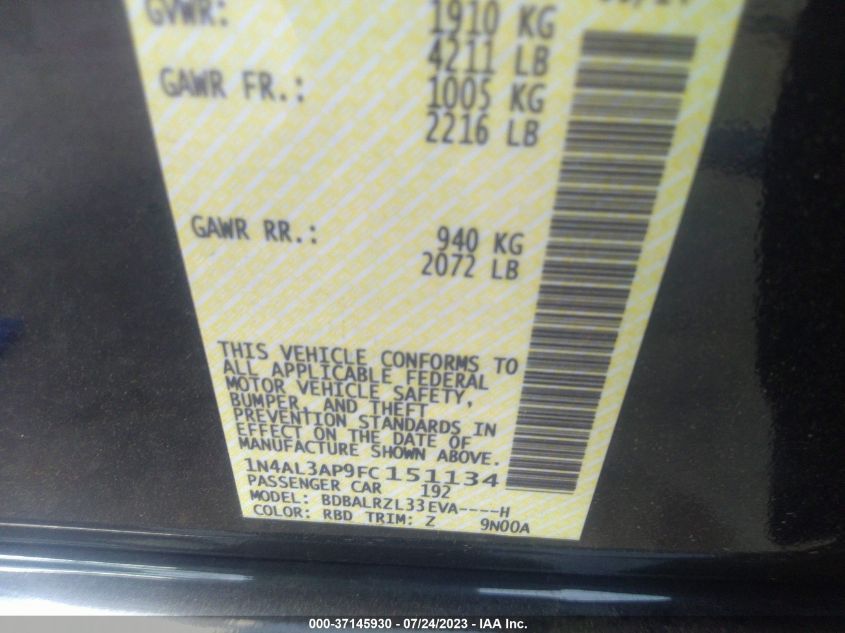 GVWR: 1910 KG
4211 LB
GAWR FR.: 1005 KG
2216 LB
GAWR RR.: 940 KG
2072 LB
THIS VEHICLE CONFORMS TO
ALL APPLICABLE FEDERAL
MOTOR VEHICLE SAFETY,
BUMPER, AND THEFT
PREVENTION STANDARDS IN
EFFECT ON THE DATE OF
MANUFACTURE SHOWN ABOVE.
1N4AL3AP9FC151134
PASSENGER CAR 192
MODEL: BDBALRZL33EVA----H
COLOR: RBD TRIM: Z 9N00A
000-37145930 - 07/24/2023 - IAA Inc.